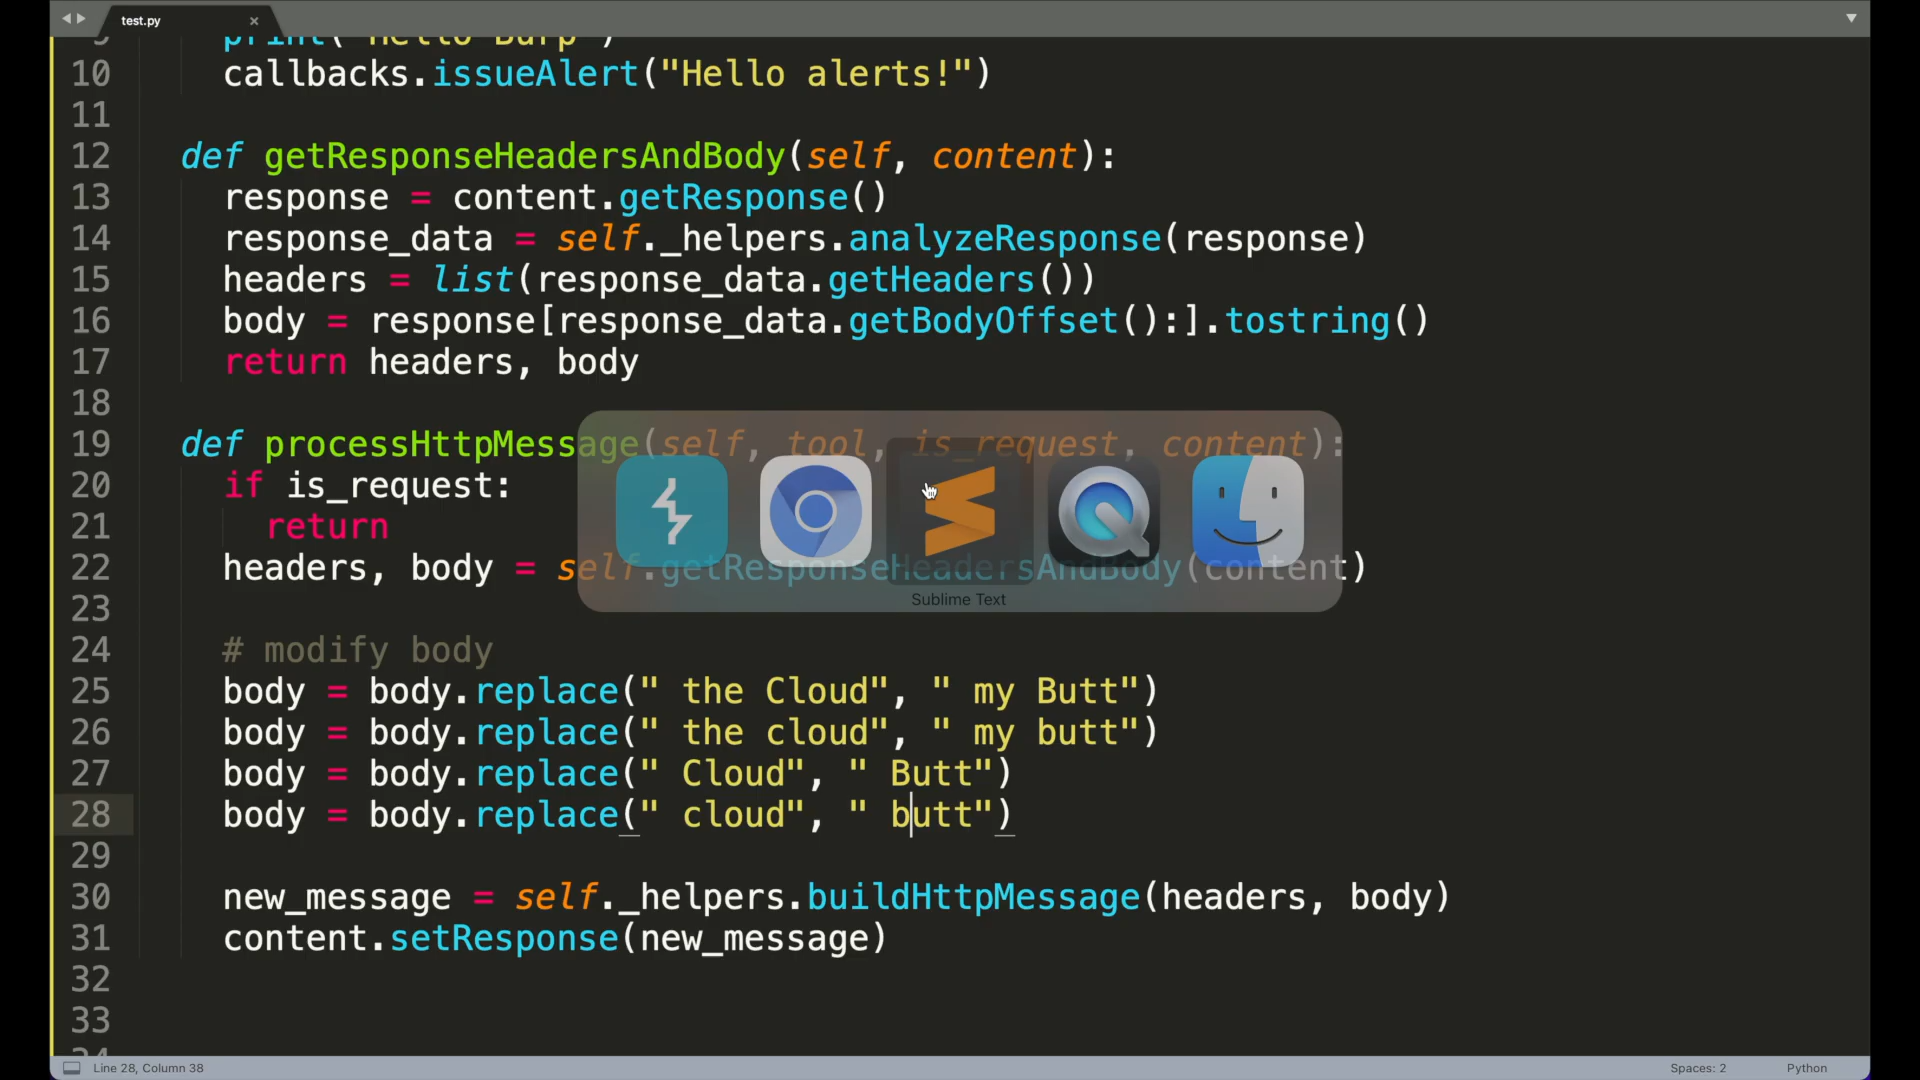 test.py
9 print("Hello Burp")
10 callbacks.issueAlert("Hello alerts!")
11
12 def getResponseHeadersAndBody(self, content):
13 response = content.getResponse()
14 response_data = self._helpers.analyzeResponse(response)
15 headers = list(response_data.getHeaders())
16 body = response[response_data.getBodyOffset():].tostring()
17 return headers, body
18
19 def processHttpMessage(self, tool, is_request, content):
20 if is_request:
21 return
22 headers, body = self.getResponseHeadersAndBody(content)
Sublime Text
23
24 # modify body
25 body = body.replace(" the Cloud", " my Butt")
26 body = body.replace(" the cloud", " my butt")
27 body = body.replace(" Cloud", " Butt")
28 body = body.replace(" cloud", " butt")
29
30 new_message = self._helpers.buildHttpMessage(headers, body)
31 content.setResponse(new_message)
32
33
34
Line 28, Column 38
Spaces: 2
Python